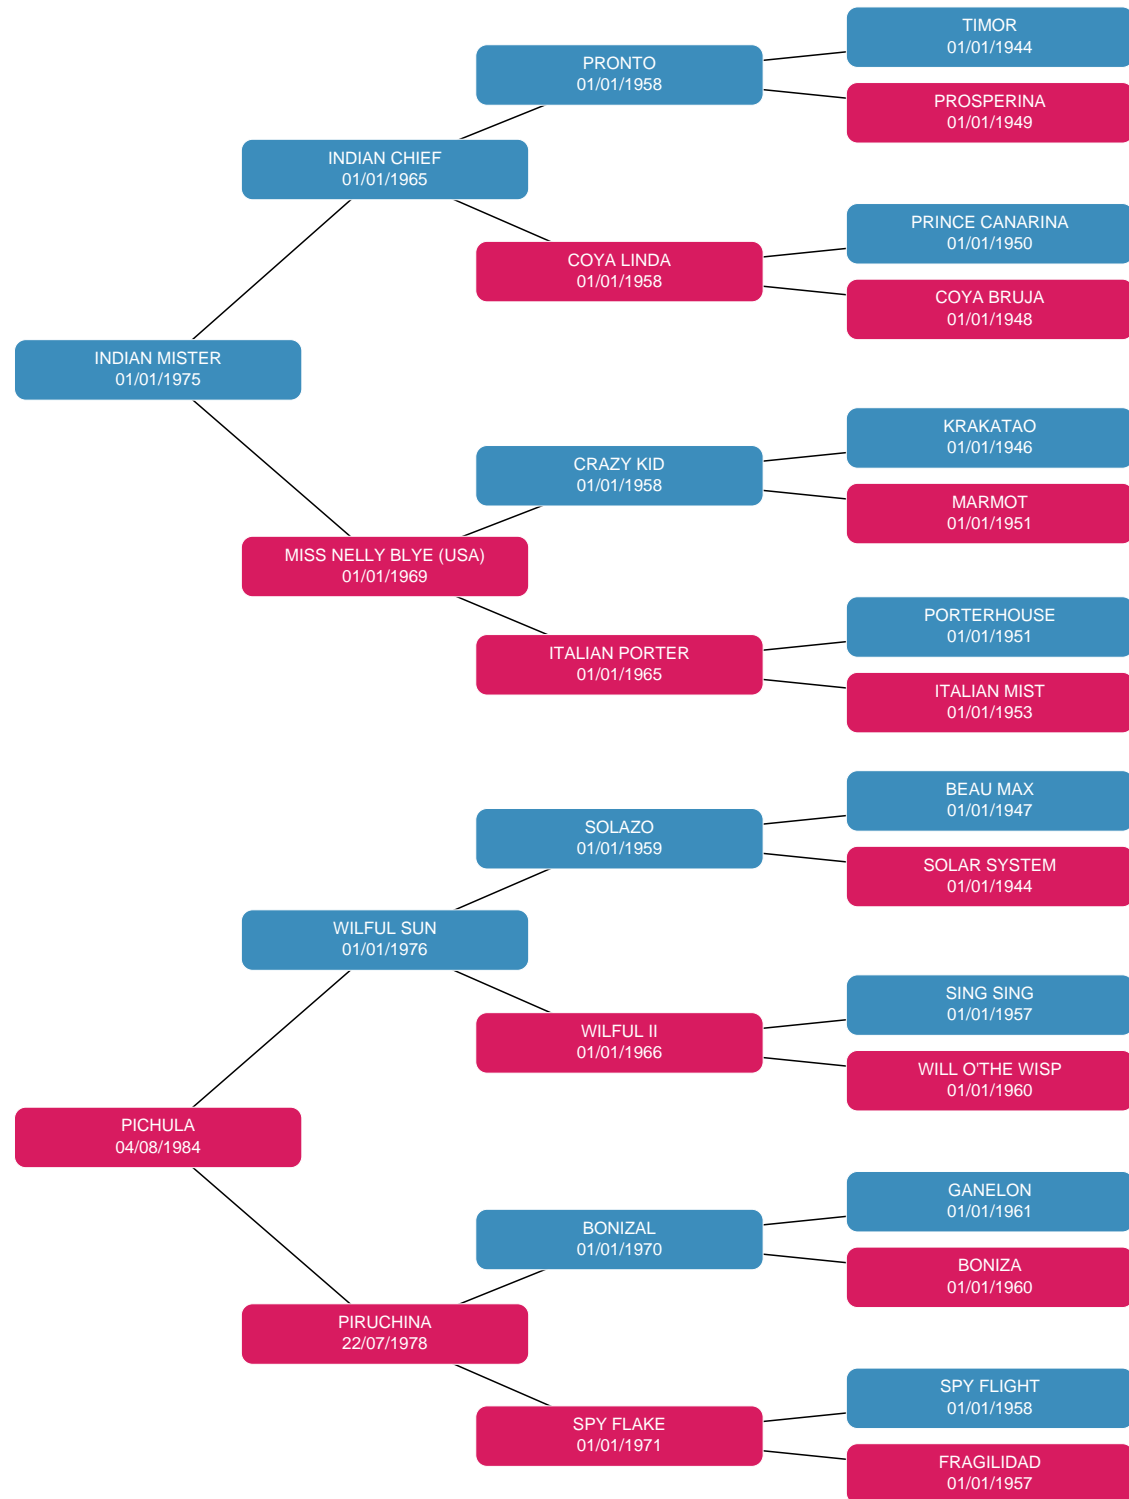 TIMOR
01/01/1944
PRONTO
01/01/1958
PROSPERINA
01/01/1949
INDIAN CHIEF
01/01/1965
PRINCE CANARINA
01/01/1950
COYA LINDA
01/01/1958
COYA BRUJA
01/01/1948
INDIAN MISTER
01/01/1975
KRAKATAO
01/01/1946
CRAZY KID
01/01/1958
MARMOT
01/01/1951
MISS NELLY BLYE (USA)
01/01/1969
PORTERHOUSE
01/01/1951
ITALIAN PORTER
01/01/1965
ITALIAN MIST
01/01/1953
BEAU MAX
01/01/1947
SOLAZO
01/01/1959
SOLAR SYSTEM
01/01/1944
WILFUL SUN
01/01/1976
SING SING
01/01/1957
WILFUL II
01/01/1966
WILL O'THE WISP
01/01/1960
PICHULA
04/08/1984
GANELON
01/01/1961
BONIZAL
01/01/1970
BONIZA
01/01/1960
PIRUCHINA
22/07/1978
SPY FLIGHT
01/01/1958
SPY FLAKE
01/01/1971
FRAGILIDAD
01/01/1957